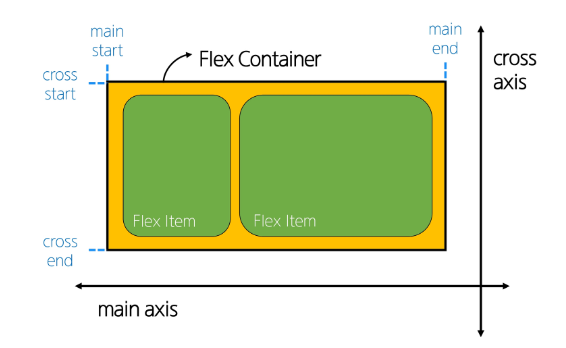 main
start
main
end
Flex Container
cross
axis
cross
start
Flex Item
Flex Item
cross
end
main axis